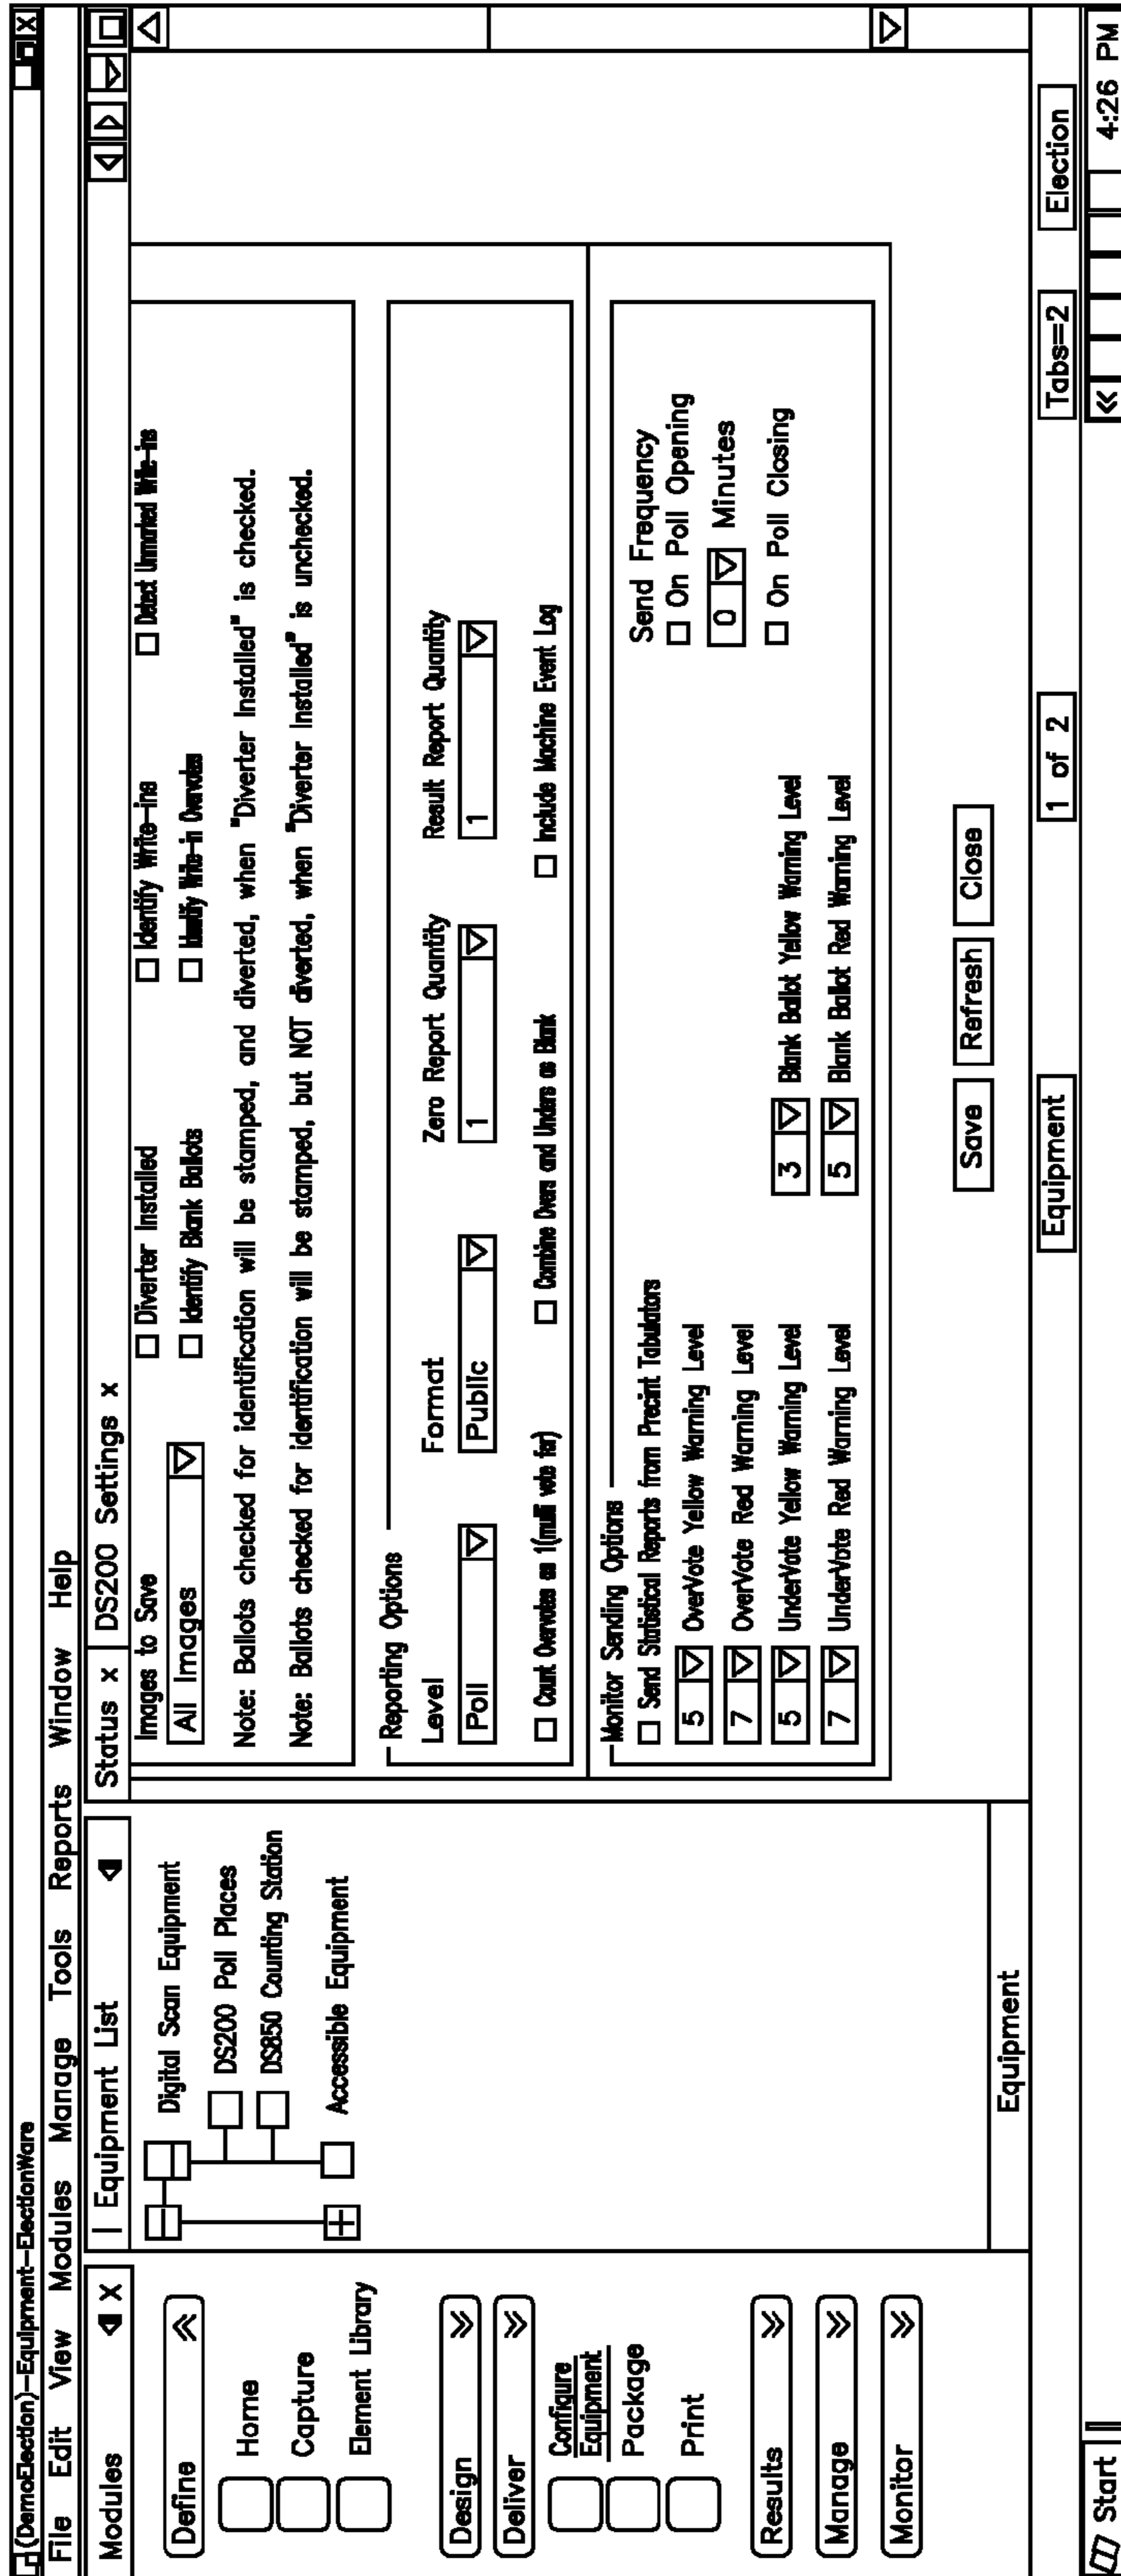 (DemoElection)—Equipment—ElectionWare
File Edit View Modules Manage Tools Reports Window Help
Modules x
Define
Home
Capture
Element Library
Design
Deliver
Configure
Equipment
Package
Print
Results
Manage
Monitor
Equipment List
Digital Scan Equipment
DS200 Poll Places
DS850 Counting Station
Accessible Equipment
Equipment
Status x DS200 Settings x
Images to Save
All Images
Diverter Installed
Identify Write-ins
Detect Unmarked Write-ins
Identify Blank Ballots
Identify Write-in Overvotes
Note: Ballots checked for identification will be stamped, and diverted, when "Diverter Installed" is checked.
Note: Ballots checked for identification will be stamped, but NOT diverted, when "Diverter Installed" is unchecked.
Reporting Options
Level Format Zero Report Quantity Result Report Quantity
Poll Public 1 1
Count Overvotes as 1(multi vote for) Combine Overs and Unders as Blank Include Machine Event Log
Monitor Sending Options
Send Statistical Reports from Precint Tabulators
5 OverVote Yellow Warning Level
7 OverVote Red Warning Level
5 UnderVote Yellow Warning Level
7 UnderVote Red Warning Level
3 Blank Ballot Yellow Warning Level
5 Blank Ballot Red Warning Level
Send Frequency
On Poll Opening
0 Minutes
On Poll Closing
Save Refresh Close
Equipment 1 of 2 Tabs=2 Election
Start 4:26 PM